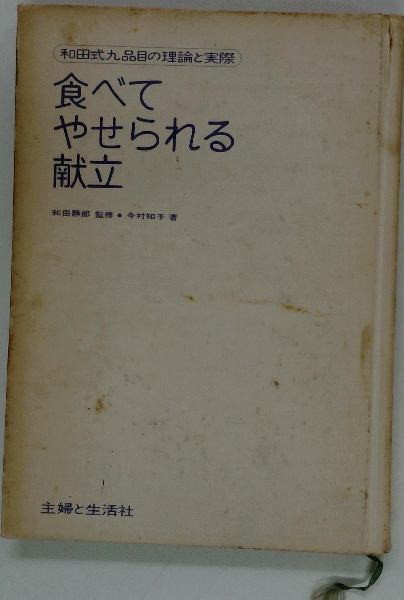 和田式九品目の理論と実際
食べて
やせられる
献立
和田静郎 監修 ● 今村知子 著
主婦と生活社